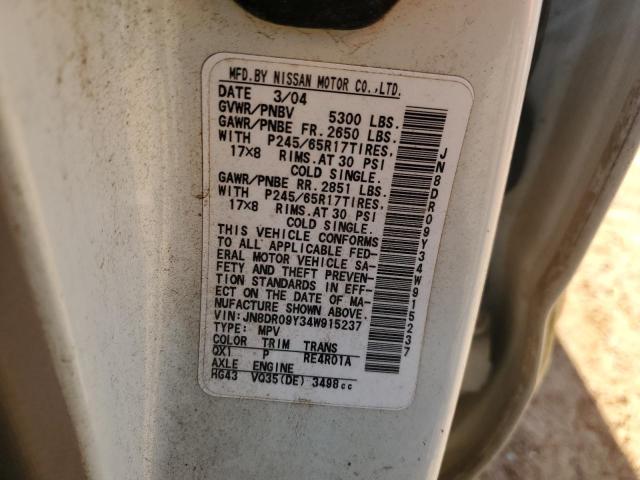 MFD.BY NISSAN MOTOR CO.,LTD.
DATE 3/04
GVWR/PNBV 5300 LBS.
GAWR/PNBE FR. 2650 LBS.
WITH P245/65R17TIRES,
17×8 RIMS.AT 30 PSI
COLD SINGLE.
GAWR/PNBE RR. 2851 LBS.
WITH P245/65R17TIRES,
17×8 RIMS.AT 30 PSI
COLD SINGLE.
THIS VEHICLE CONFORMS
TO ALL APPLICABLE FED-
ERAL MOTOR VEHICLE SA-
FETY AND THEFT PREVEN-
TION STANDARDS IN EFF-
ECT ON THE DATE OF MA-
NUFACTURE SHOWN ABOVE.
VIN: JN8DR09Y34W915237
TYPE: MPV
COLOR TRIM TRANS
QX1 P RE4R01A
AXLE ENGINE
HG43 VQ35(DE) 3498cc
JN8DR09Y34W915237